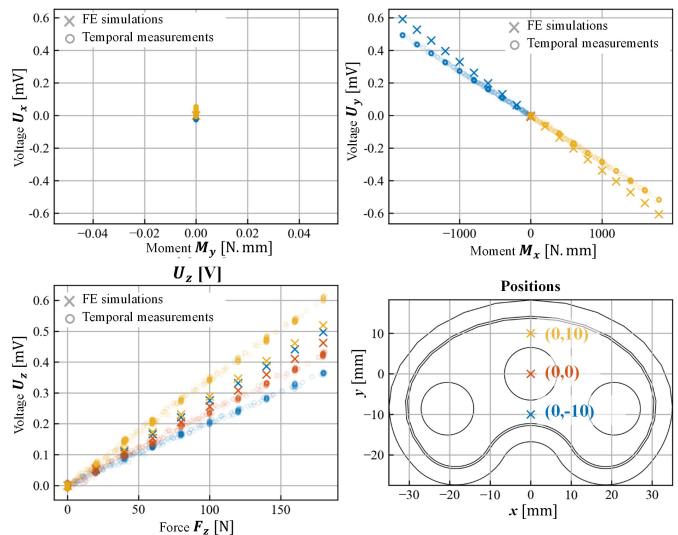 FE simulations
Temporal measurements
Voltage U_x [mV]
0.6
0.4
0.2
0.0
−0.2
−0.4
−0.6
−0.04
−0.02
0.00
0.02
0.04
Moment M_y [N. mm]
FE simulations
Temporal measurements
Voltage U_y [mV]
0.6
0.4
0.2
0.0
−0.2
−0.4
−0.6
−1000
0
1000
Moment M_x [N. mm]
U_z [V]
FE simulations
Temporal measurements
Voltage U_z [mV]
0.6
0.5
0.4
0.3
0.2
0.1
0.0
0
50
100
150
Force F_z [N]
Positions
(0,10)
(0,0)
(0,-10)
y [mm]
10
0
−10
−20
−30
−20
−10
0
10
20
30
x [mm]